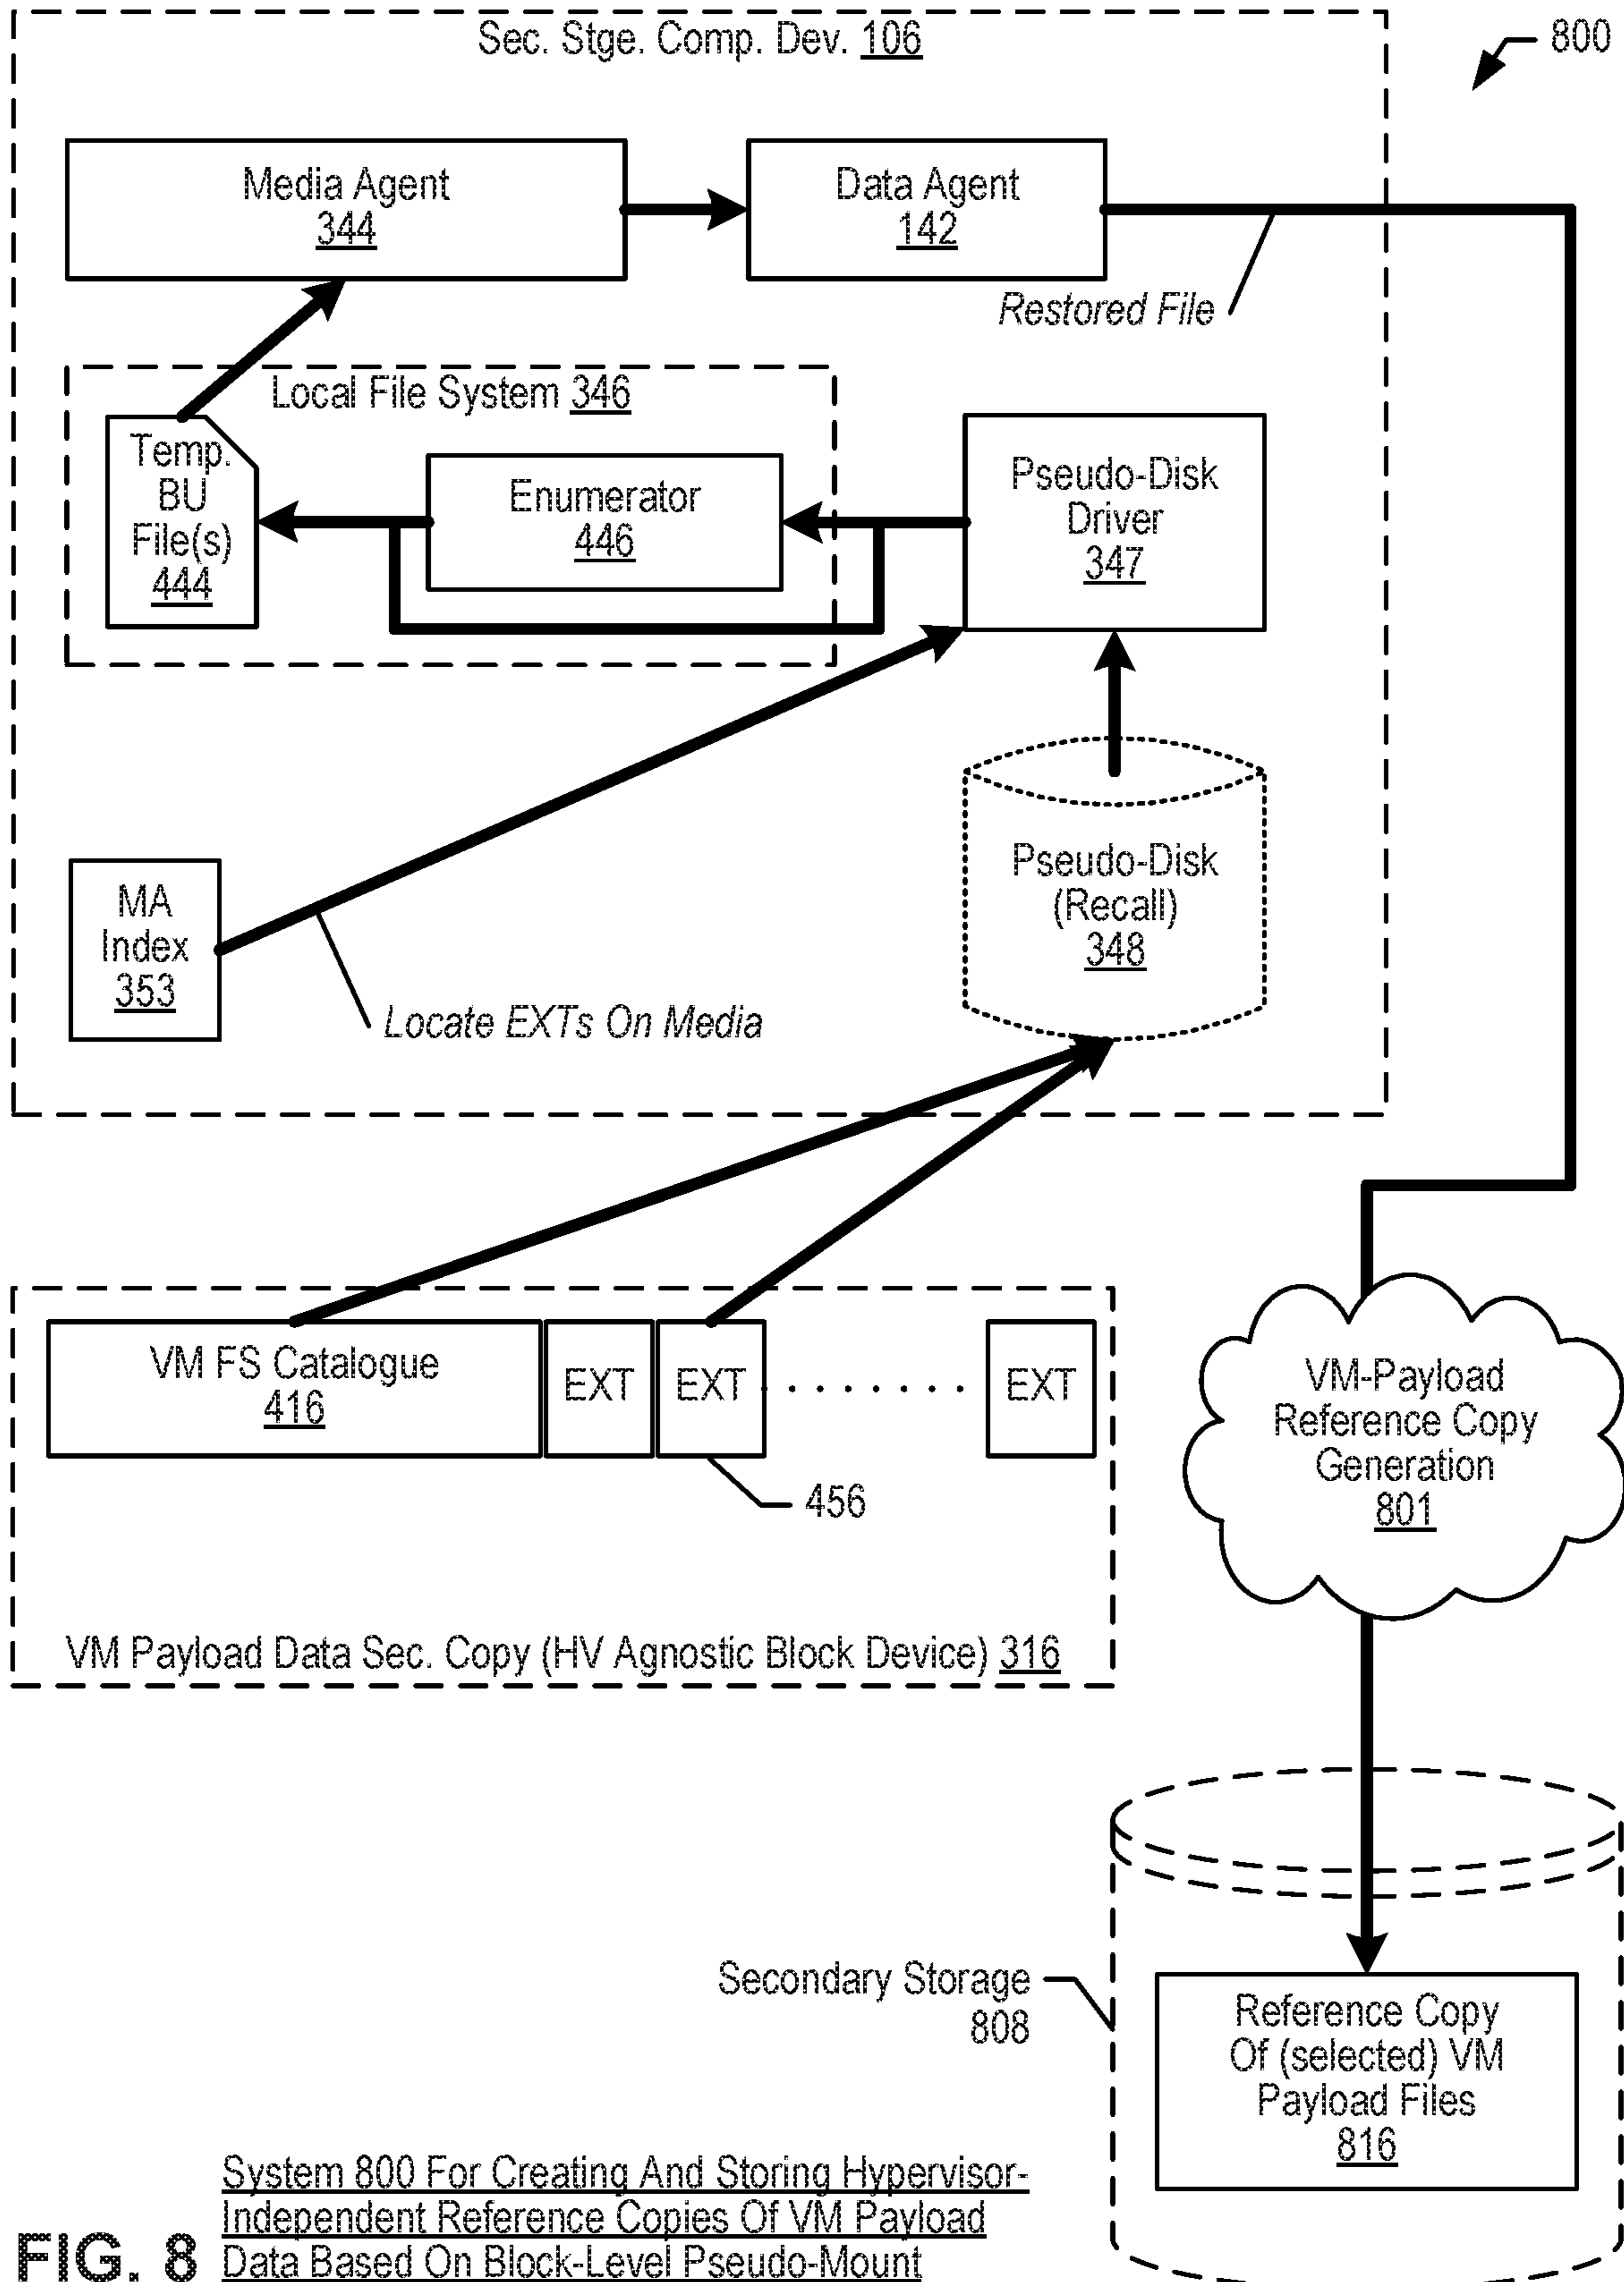 Sec. Stge. Comp. Dev. 106
800
Media Agent
344
Data Agent
142
Restored File
Local File System 346
Temp.
BU
File(s)
444
Enumerator
446
Pseudo-Disk
Driver
347
MA
Index
353
Pseudo-Disk
(Recall)
348
Locate EXTs On Media
VM FS Catalogue
416
EXT
EXT
. . . . . . . .
EXT
456
VM Payload Data Sec. Copy (HV Agnostic Block Device) 316
VM-Payload
Reference Copy
Generation
801
Secondary Storage
808
Reference Copy
Of (selected) VM
Payload Files
816
FIG. 8
System 800 For Creating And Storing Hypervisor-
Independent Reference Copies Of VM Payload
Data Based On Block-Level Pseudo-Mount